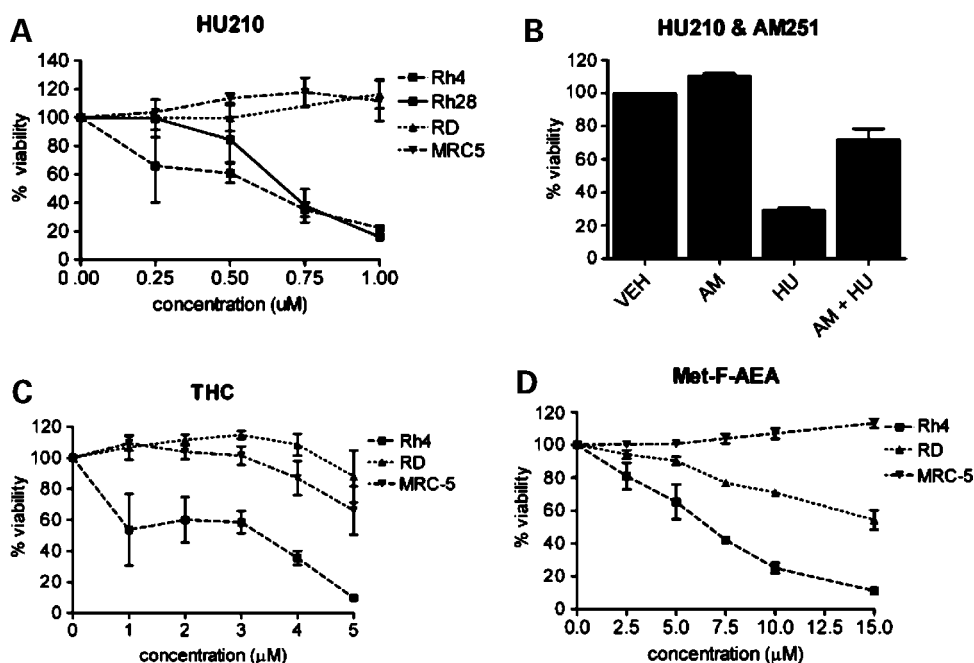 A
HU210
140
120
100
80
60
40
20
0
% viability
0.00 0.25 0.50 0.75 1.00
concentration (uM)
Rh4
Rh28
RD
MRC5
B
HU210 & AM251
120
100
80
60
40
20
0
% viability
VEH AM HU AM + HU
C
THC
120
100
80
60
40
20
0
% viability
0 1 2 3 4 5
concentration (μM)
Rh4
RD
MRC-5
D
Met-F-AEA
120
100
80
60
40
20
0
% viability
0.0 2.5 5.0 7.5 10.0 12.5 15.0
concentration (μM)
Rh4
RD
MRC-5